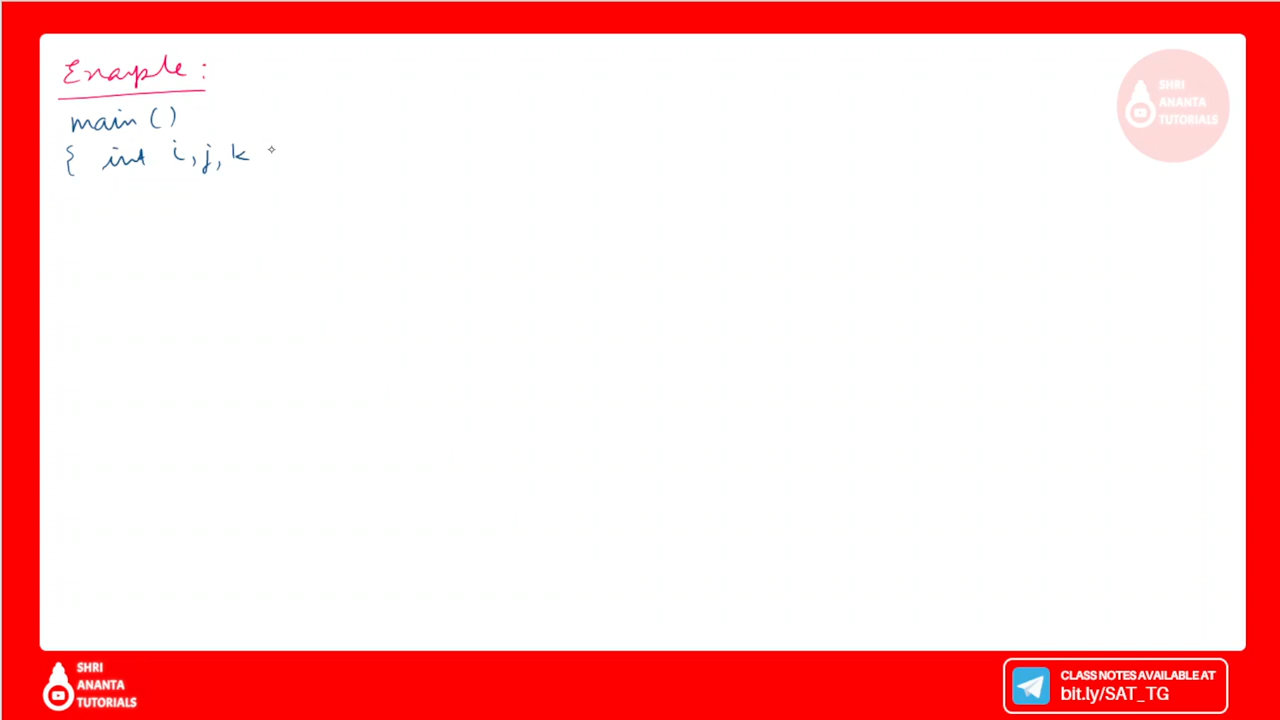 Example :
main ()
{ int i, j, k
SHRI
ANANTA
TUTORIALS
SHRI
ANANTA
TUTORIALS
CLASS NOTES AVAILABLE AT
bit.ly/SAT_TG